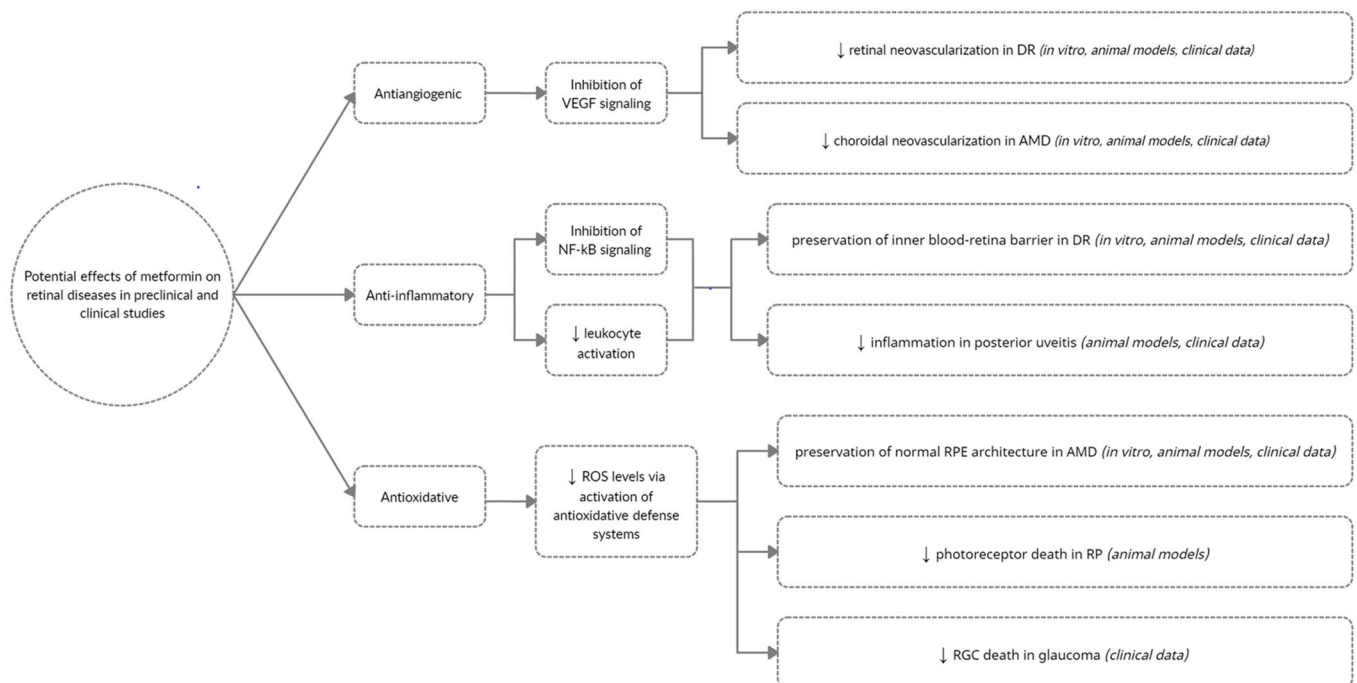 Potential effects of metformin on
retinal diseases in preclinical and
clinical studies
Antiangiogenic
Inhibition of
VEGF signaling
↓ retinal neovascularization in DR (in vitro, animal models, clinical data)
↓ choroidal neovascularization in AMD (in vitro, animal models, clinical data)
Anti-inflammatory
Inhibition of
NF-kB signaling
↓ leukocyte
activation
preservation of inner blood-retina barrier in DR (in vitro, animal models, clinical data)
↓ inflammation in posterior uveitis (animal models, clinical data)
Antioxidative
↓ ROS levels via
activation of
antioxidative defense
systems
preservation of normal RPE architecture in AMD (in vitro, animal models, clinical data)
↓ photoreceptor death in RP (animal models)
↓ RGC death in glaucoma (clinical data)